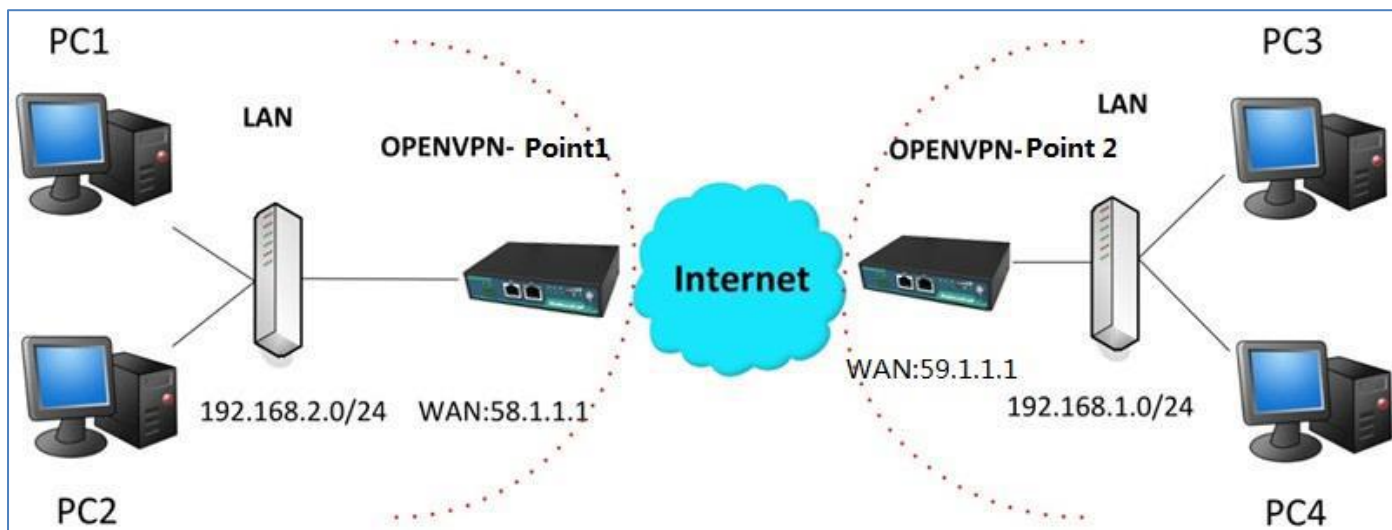 PC1
PC3
LAN
LAN
OPENVPN- Point1
OPENVPN-Point 2
Internet
WAN:59.1.1.1
192.168.2.0/24
WAN:58.1.1.1
192.168.1.0/24
PC2
PC4